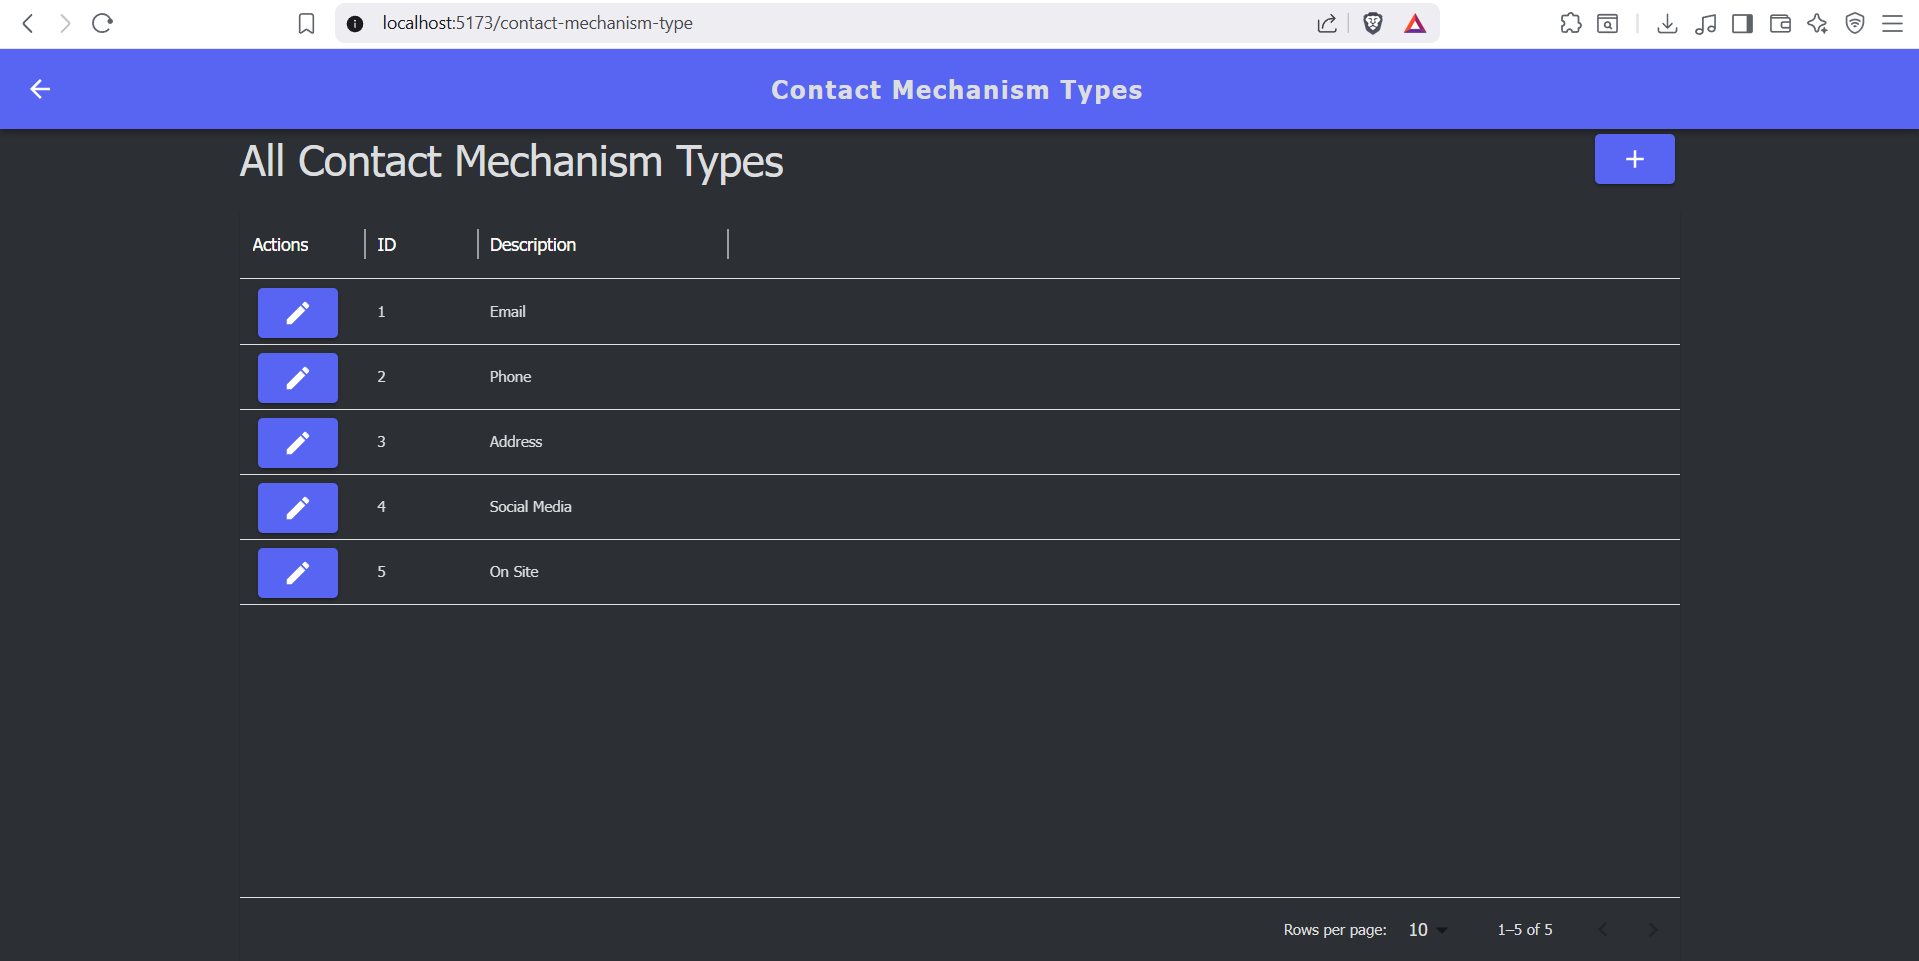 localhost:5173/contact-mechanism-type
Contact Mechanism Types
All Contact Mechanism Types
Actions ID Description
1 Email
2 Phone
3 Address
4 Social Media
5 On Site
Rows per page: 10 1–5 of 5